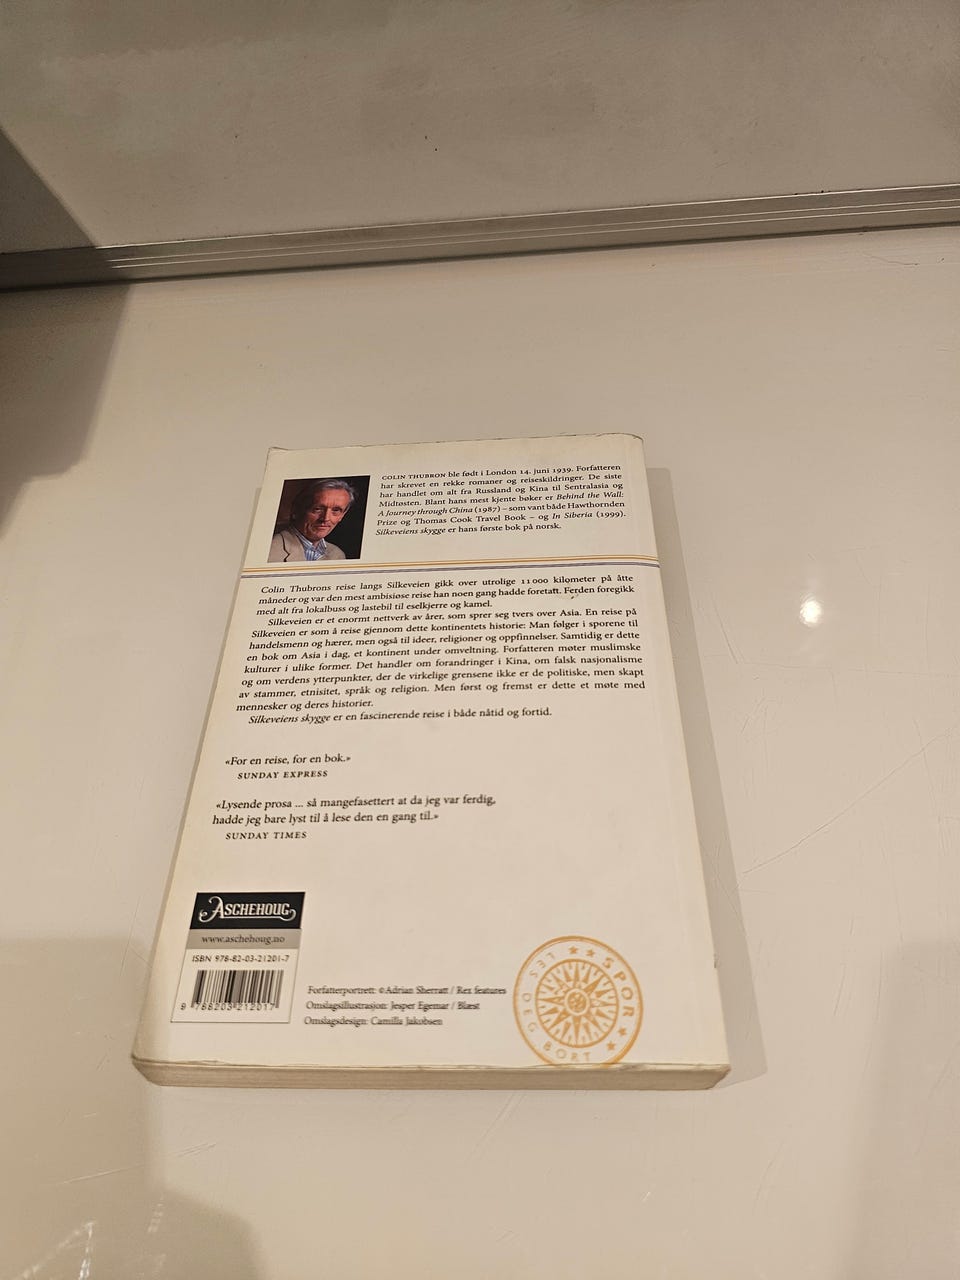 COLIN THUBRON ble født i London 14. juni 1939. Forfatteren
har skrevet en rekke romaner og reiseskildringer. De siste
har handlet om alt fra Russland og Kina til Sentralasia og
Midtøsten. Blant hans mest kjente bøker er Behind the Wall:
A Journey through China (1987) – som vant både Hawthornden
Prize og Thomas Cook Travel Book – og In Siberia (1999).
Silkeveiens skygge er hans første bok på norsk.
Colin Thubrons reise langs Silkeveien gikk over utrolige 11 000 kilometer på åtte
måneder og var den mest ambisiøse reise han noen gang hadde foretatt. Ferden foregikk
med alt fra lokalbuss og lastebil til eselkjerre og kamel.
Silkeveien er et enormt nettverk av årer, som sprer seg tvers over Asia. En reise på
Silkeveien er som å reise gjennom dette kontinentets historie: Man følger i sporene til
handelsmenn og hærer, men også til ideer, religioner og oppfinnelser. Samtidig er dette
en bok om Asia i dag, et kontinent under omveltning. Forfatteren møter muslimske
kulturer i ulike former. Det handler om forandringer i Kina, om falsk nasjonalisme
og om verdens ytterpunkter, der de virkelige grensene ikke er de politiske, men skapt
av stammer, etnisitet, språk og religion. Men først og fremst er dette et møte med
mennesker og deres historier.
Silkeveiens skygge er en fascinerende reise i både nåtid og fortid.
«For en reise, for en bok.»
SUNDAY EXPRESS
«Lysende prosa ... så mangefasettert at da jeg var ferdig,
hadde jeg bare lyst til å lese den en gang til.»
SUNDAY TIMES
ASCHEHOUG
www.aschehoug.no
ISBN 978-82-03-21201-7
9 788203 212017
Forfatterportrett: © Adrian Sherratt / Rex features
Omslagsillustrasjon: Jesper Egemar / Blæst
Omslagsdesign: Camilla Jakobsen
SPOR
LES DEG BORT